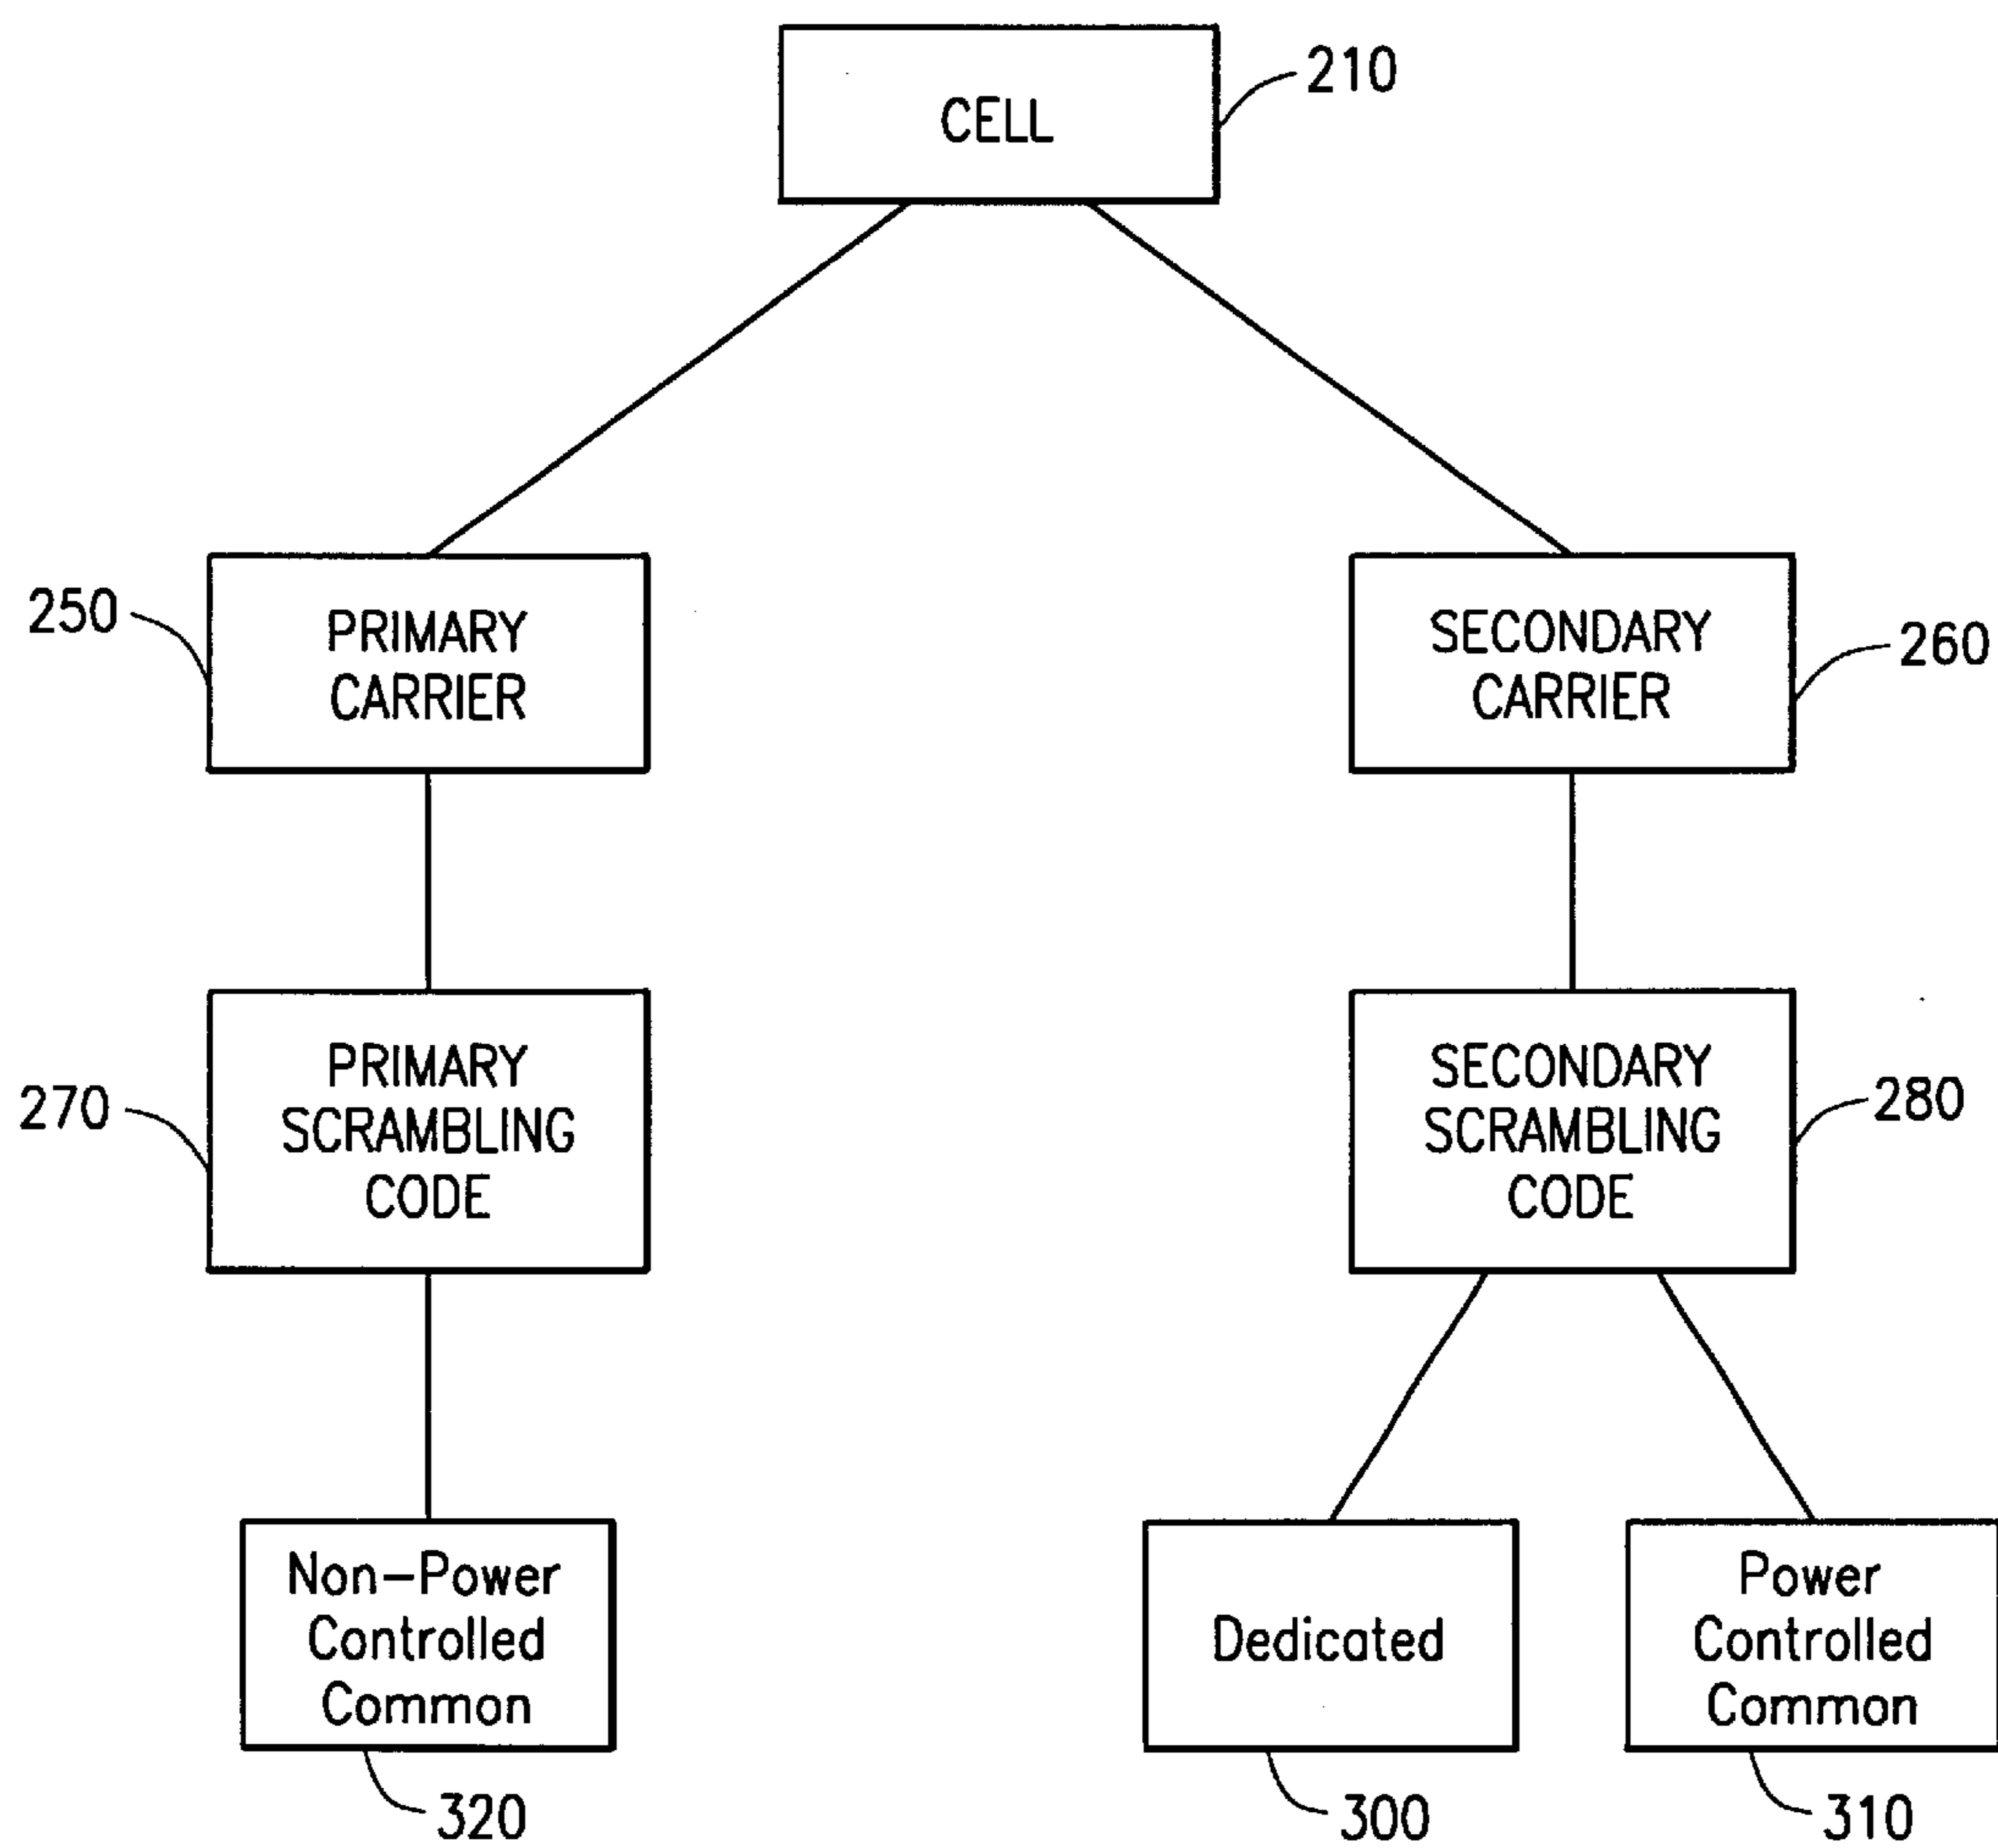 CELL
210
250
PRIMARY
CARRIER
SECONDARY
CARRIER
260
270
PRIMARY
SCRAMBLING
CODE
SECONDARY
SCRAMBLING
CODE
280
Non-Power
Controlled
Common
320
Dedicated
300
Power
Controlled
Common
310